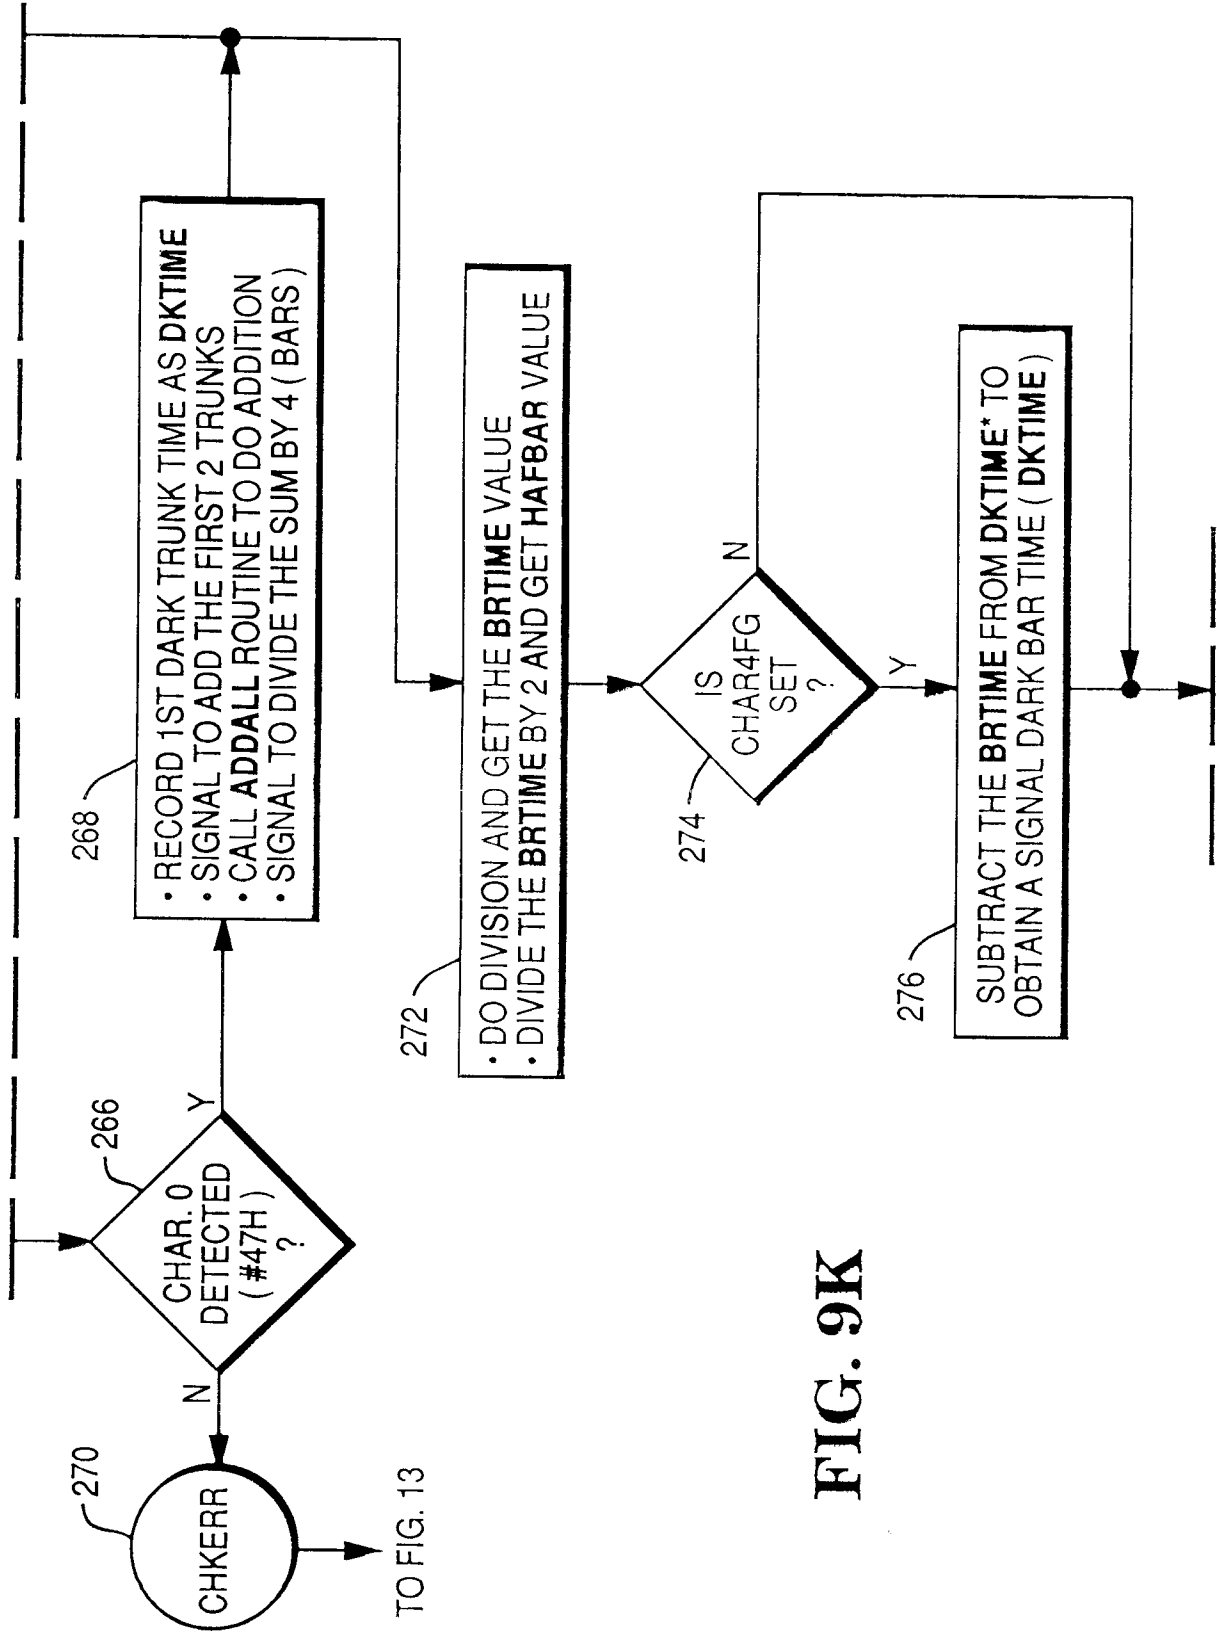 266
CHAR. 0
DETECTED
( #47H )
?
Y
N
270
CHKERR
TO FIG. 13
268
• RECORD 1ST DARK TRUNK TIME AS DKTIME
• SIGNAL TO ADD THE FIRST 2 TRUNKS
• CALL ADDALL ROUTINE TO DO ADDITION
• SIGNAL TO DIVIDE THE SUM BY 4 ( BARS )
272
• DO DIVISION AND GET THE BRTIME VALUE
• DIVIDE THE BRTIME BY 2 AND GET HAFBAR VALUE
274
IS
CHAR4FG
SET
?
N
Y
276
SUBTRACT THE BRTIME FROM DKTIME* TO
OBTAIN A SIGNAL DARK BAR TIME ( DKTIME )
FIG. 9K